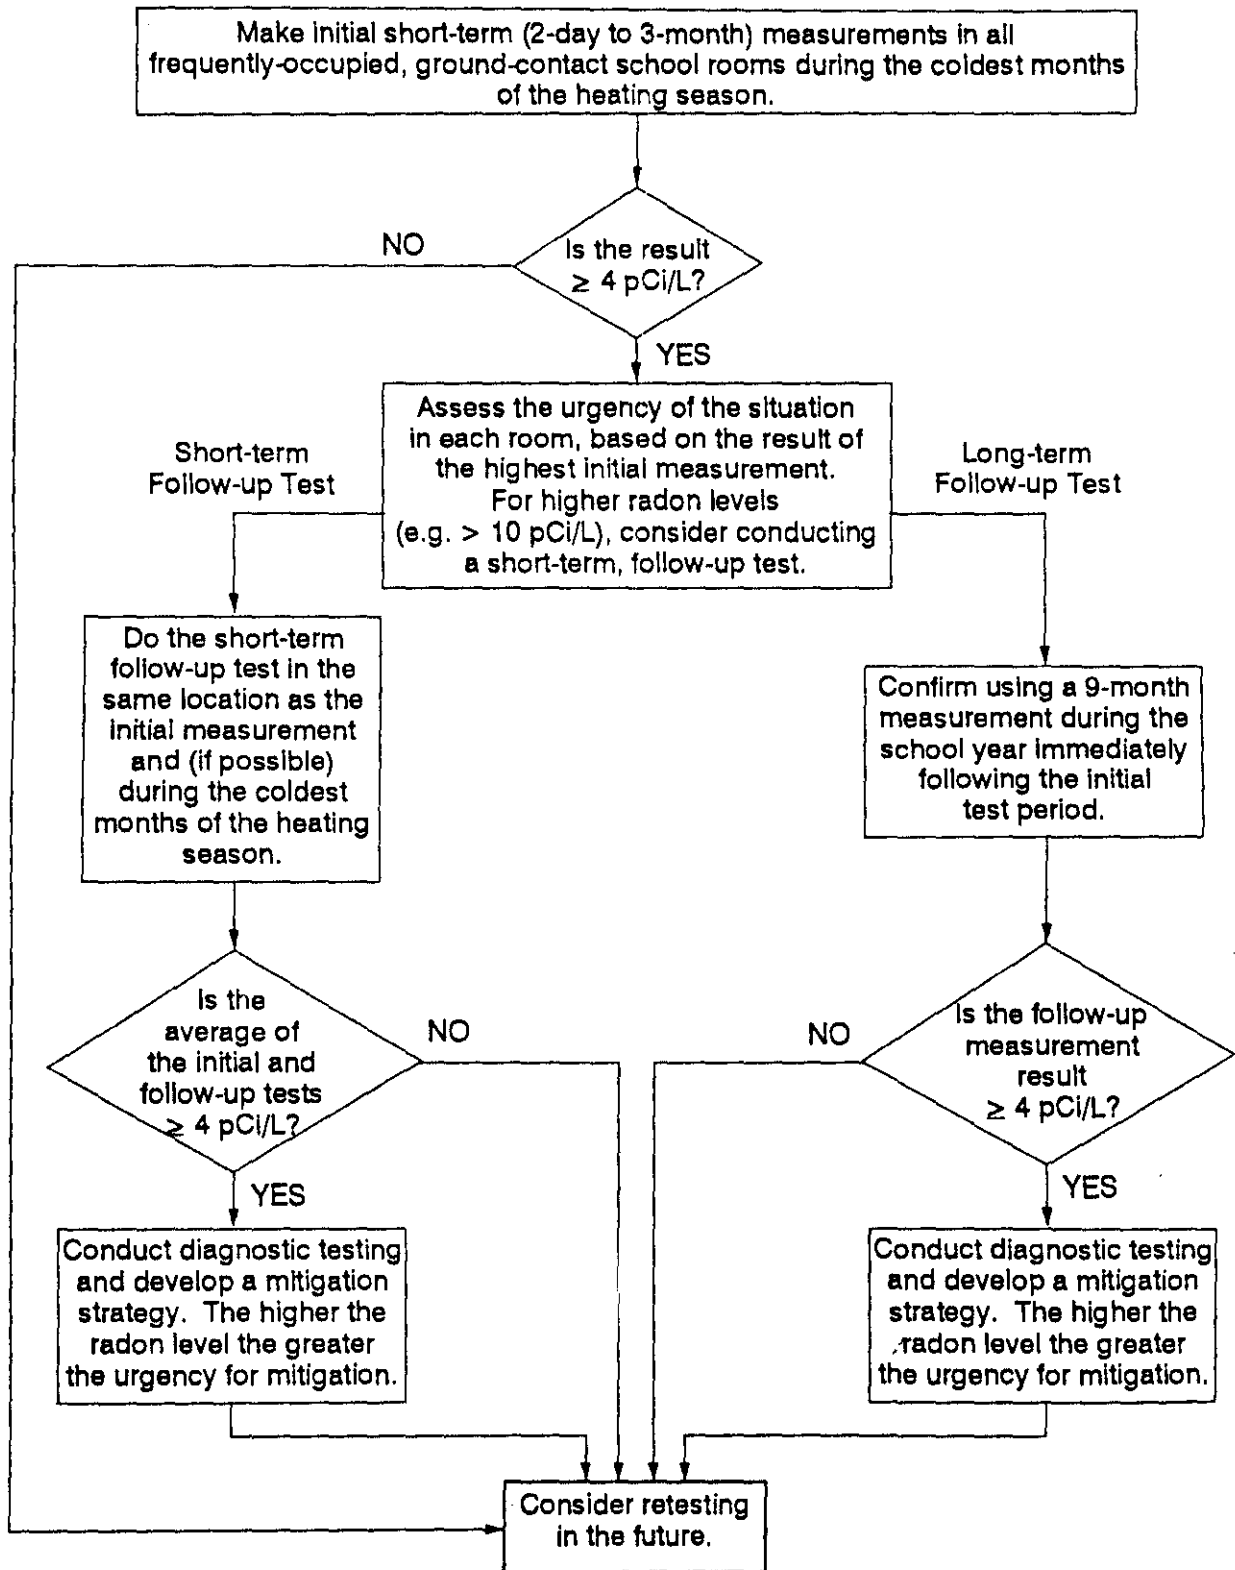 Make initial short-term (2-day to 3-month) measurements in all
frequently-occupied, ground-contact school rooms during the coldest months
of the heating season.
NO
Is the result
≥ 4 pCi/L?
YES
Assess the urgency of the situation
in each room, based on the result of
the highest initial measurement.
For higher radon levels
(e.g. > 10 pCi/L), consider conducting
a short-term, follow-up test.
Short-term
Follow-up Test
Long-term
Follow-up Test
Do the short-term
follow-up test in the
same location as the
initial measurement
and (if possible)
during the coldest
months of the heating
season.
Confirm using a 9-month
measurement during the
school year immediately
following the initial
test period.
Is the
average of
the initial and
follow-up tests
≥ 4 pCi/L?
NO
YES
NO
Is the follow-up
measurement
result
≥ 4 pCi/L?
YES
Conduct diagnostic testing
and develop a mitigation
strategy. The higher the
radon level the greater
the urgency for mitigation.
Conduct diagnostic testing
and develop a mitigation
strategy. The higher the
radon level the greater
the urgency for mitigation.
Consider retesting
in the future.